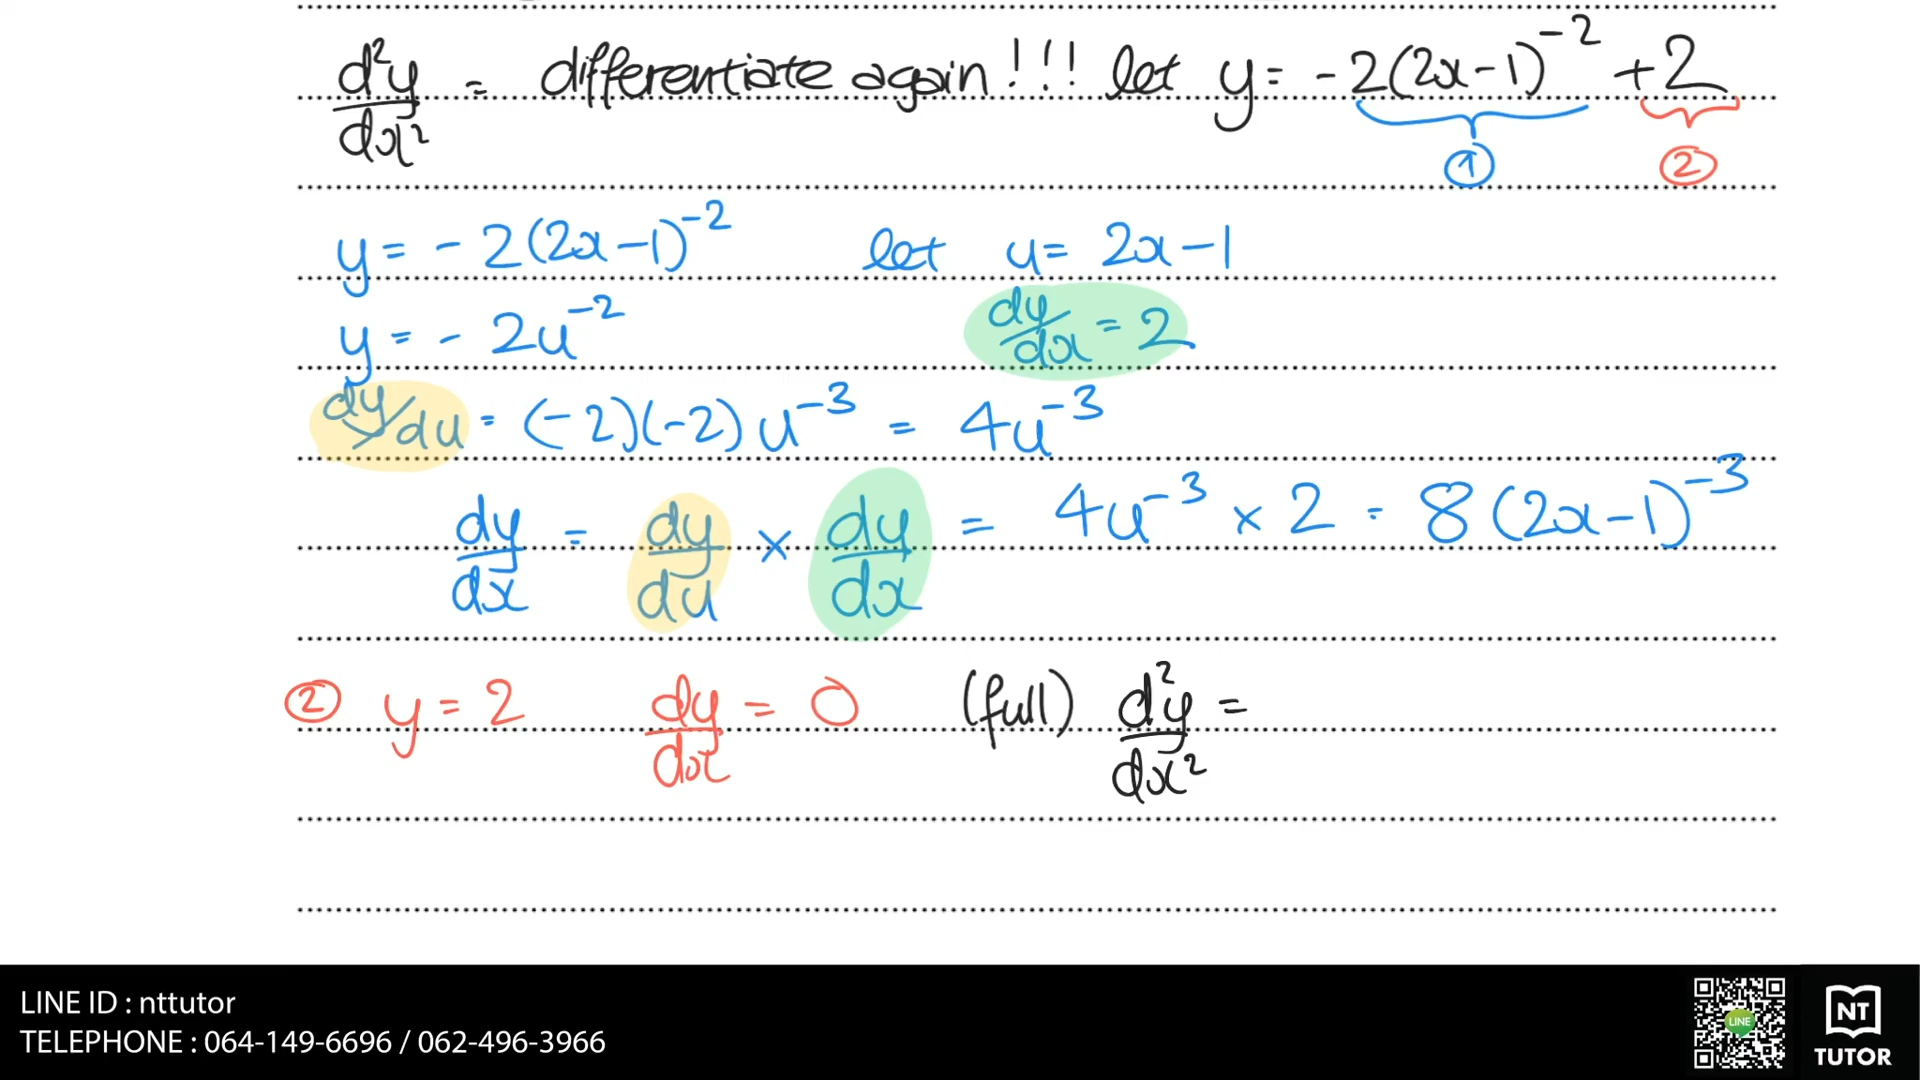 d²y/dx² = differentiate again!!! let y = -2(2x-1)⁻² + 2
① ②
y = -2(2x-1)⁻² let u = 2x-1
y = -2u⁻² dy/dx = 2
dy/du = (-2)(-2)u⁻³ = 4u⁻³
dy/dx = dy/du × dy/dx = 4u⁻³ × 2 = 8(2x-1)⁻³
② y = 2 dy/dx = 0 (full) d²y/dx² =
LINE ID : nttutor
TELEPHONE : 064-149-6696 / 062-496-3966
LINE
NT
TUTOR